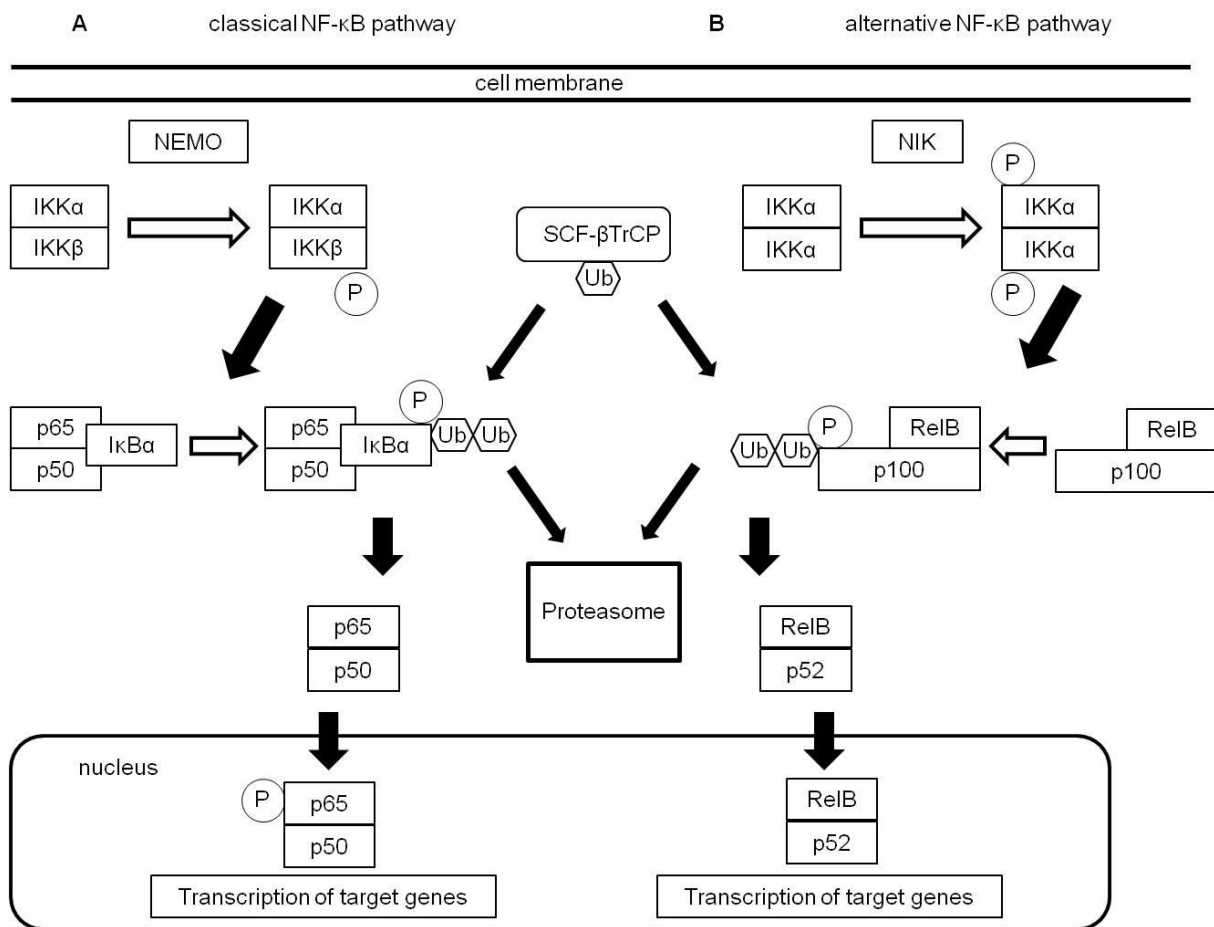 A classical NF-κB pathway
B alternative NF-κB pathway
cell membrane
NEMO
NIK
P
IKKα
IKKβ
IKKα
IKKβ
P
SCF-βTrCP
Ub
IKKα
IKKα
IKKα
IKKα
P
p65
p50
IκBα
p65
p50
IκBα
P
Ub Ub
Ub Ub
P
RelB
p100
RelB
p100
p65
p50
Proteasome
RelB
p52
nucleus
P
p65
p50
RelB
p52
Transcription of target genes
Transcription of target genes